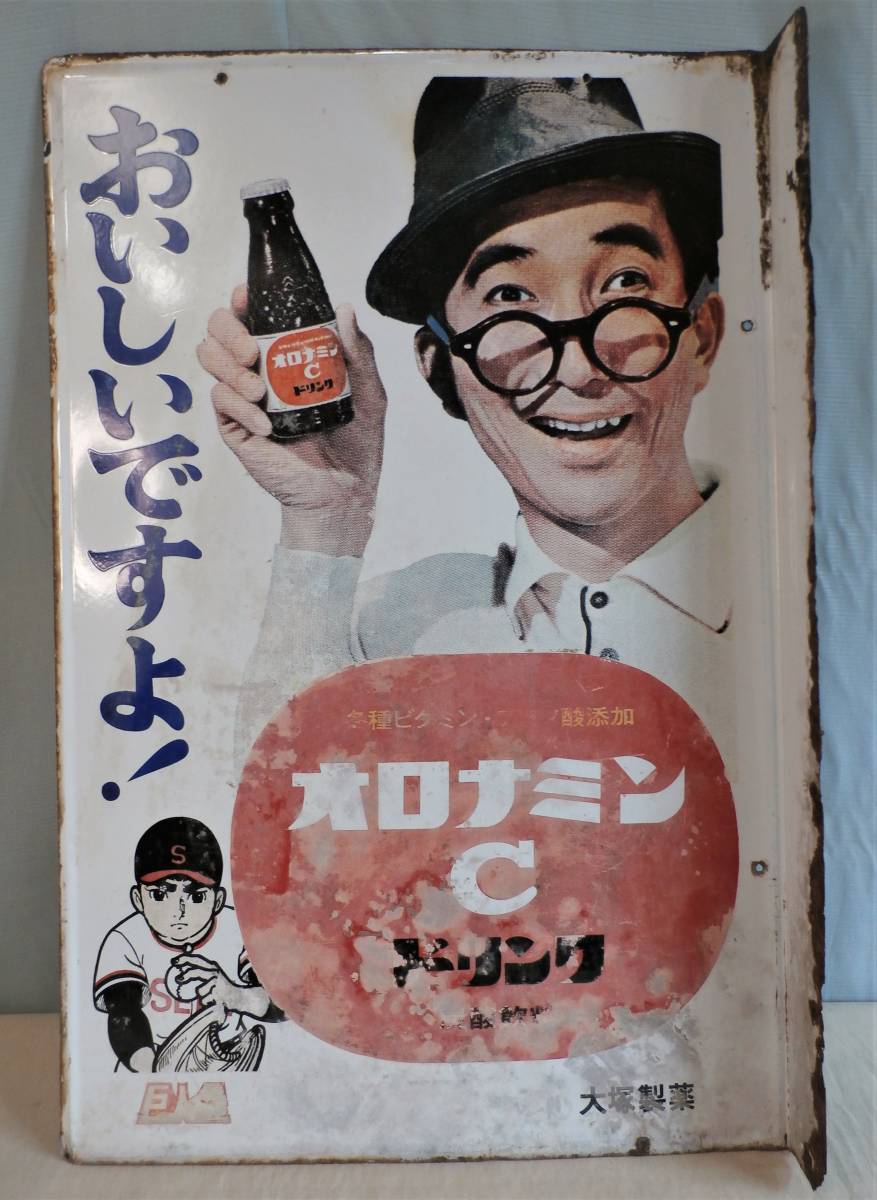 おいしいですよ!
オロナミン
C
ドリンク
各種ビタミン・ 酸添加
オロナミン
C
ドリンク
S
大塚製薬